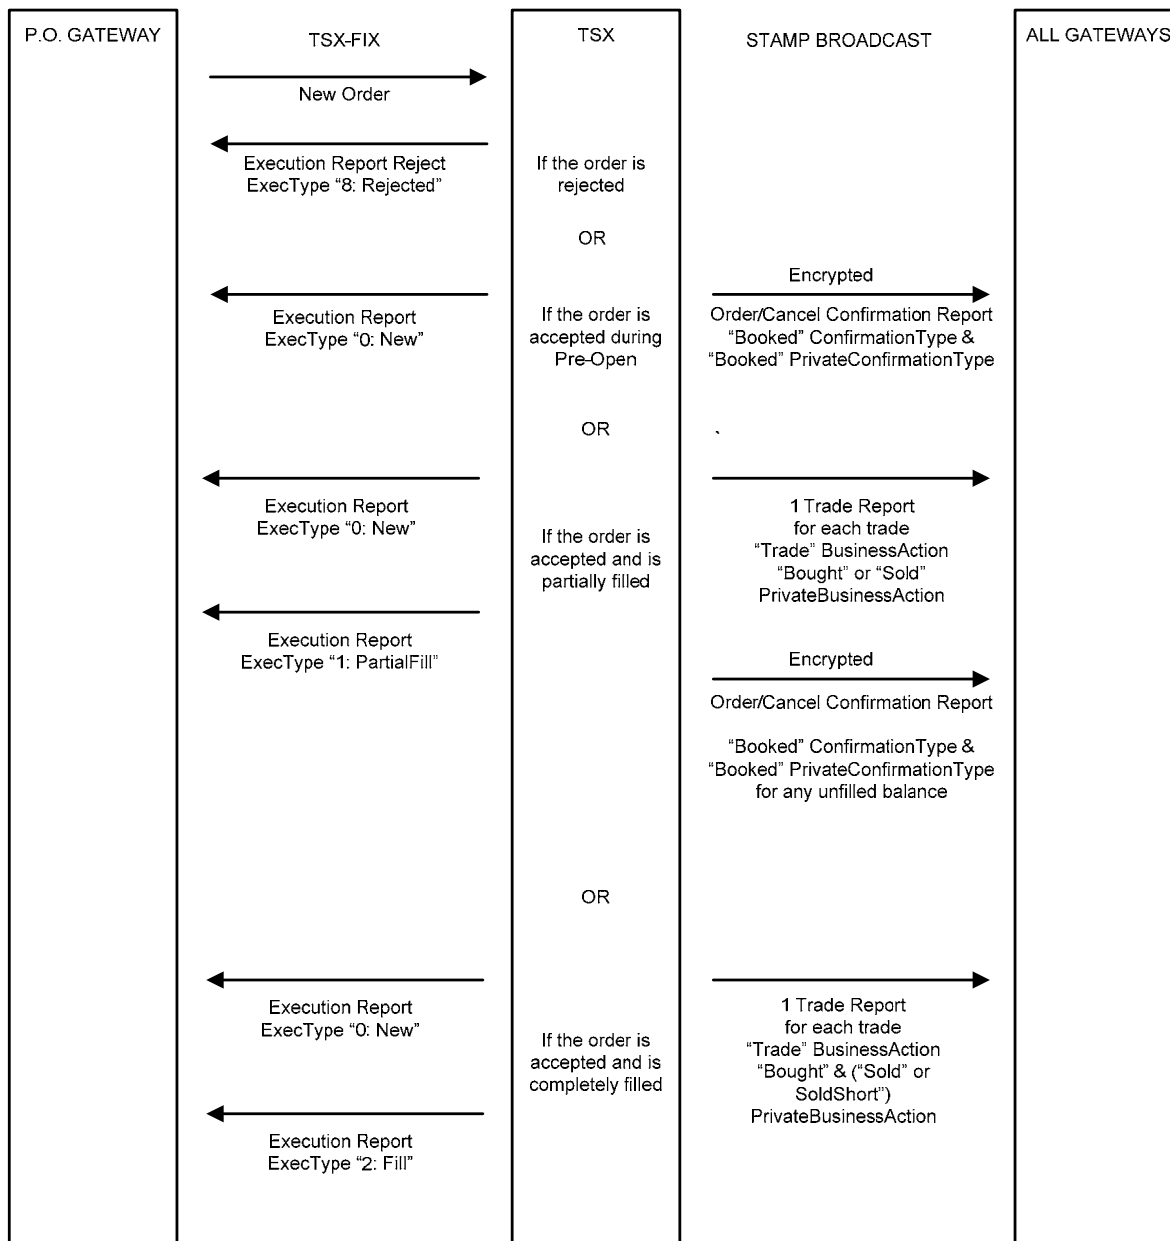 P.O. GATEWAY
TSX-FIX
TSX
STAMP BROADCAST
ALL GATEWAYS
New Order
Execution Report Reject
ExecType “8: Rejected”
If the order is
rejected
OR
Execution Report
ExecType “0: New”
If the order is
accepted during
Pre-Open
Encrypted
Order/Cancel Confirmation Report
“Booked” ConfirmationType &
“Booked” PrivateConfirmationType
OR
Execution Report
ExecType “0: New”
If the order is
accepted and is
partially filled
1 Trade Report
for each trade
“Trade” BusinessAction
“Bought” or “Sold”
PrivateBusinessAction
Execution Report
ExecType “1: PartialFill”
Encrypted
Order/Cancel Confirmation Report
“Booked” ConfirmationType &
“Booked” PrivateConfirmationType
for any unfilled balance
OR
Execution Report
ExecType “0: New”
If the order is
accepted and is
completely filled
1 Trade Report
for each trade
“Trade” BusinessAction
“Bought” & (“Sold” or
SoldShort”)
PrivateBusinessAction
Execution Report
ExecType “2: Fill”